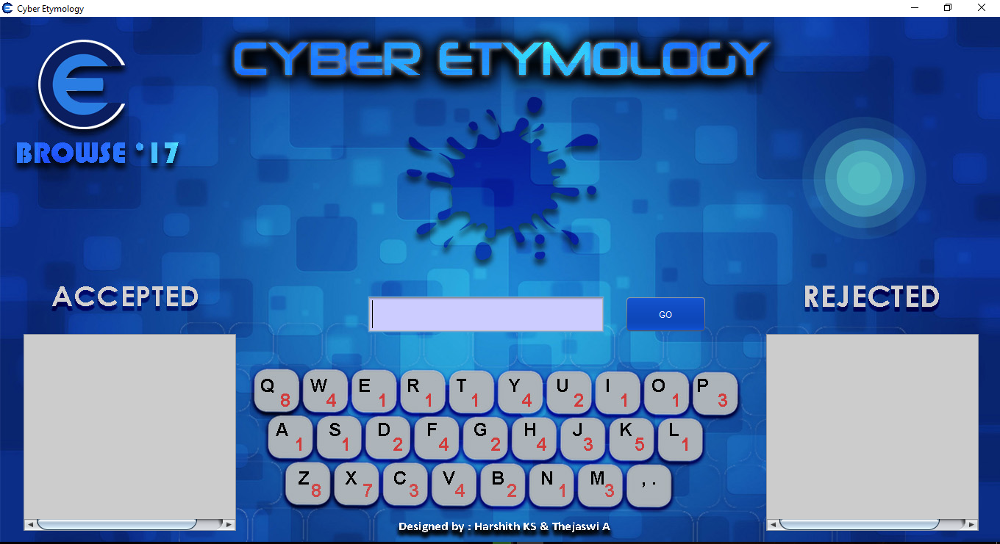 Cyber Etymology
CYBER ETYMOLOGY
BROWSE '17
ACCEPTED
REJECTED
GO
Q 8 W 4 E 1 R 1 T 1 Y 4 U 2 I 1 O 1 P 3
A 1 S 1 D 2 F 4 G 2 H 4 J 3 K 5 L 1
Z 8 X 7 C 3 V 4 B 2 N 1 M 3 , .
Designed by : Harshith KS & Thejaswi A